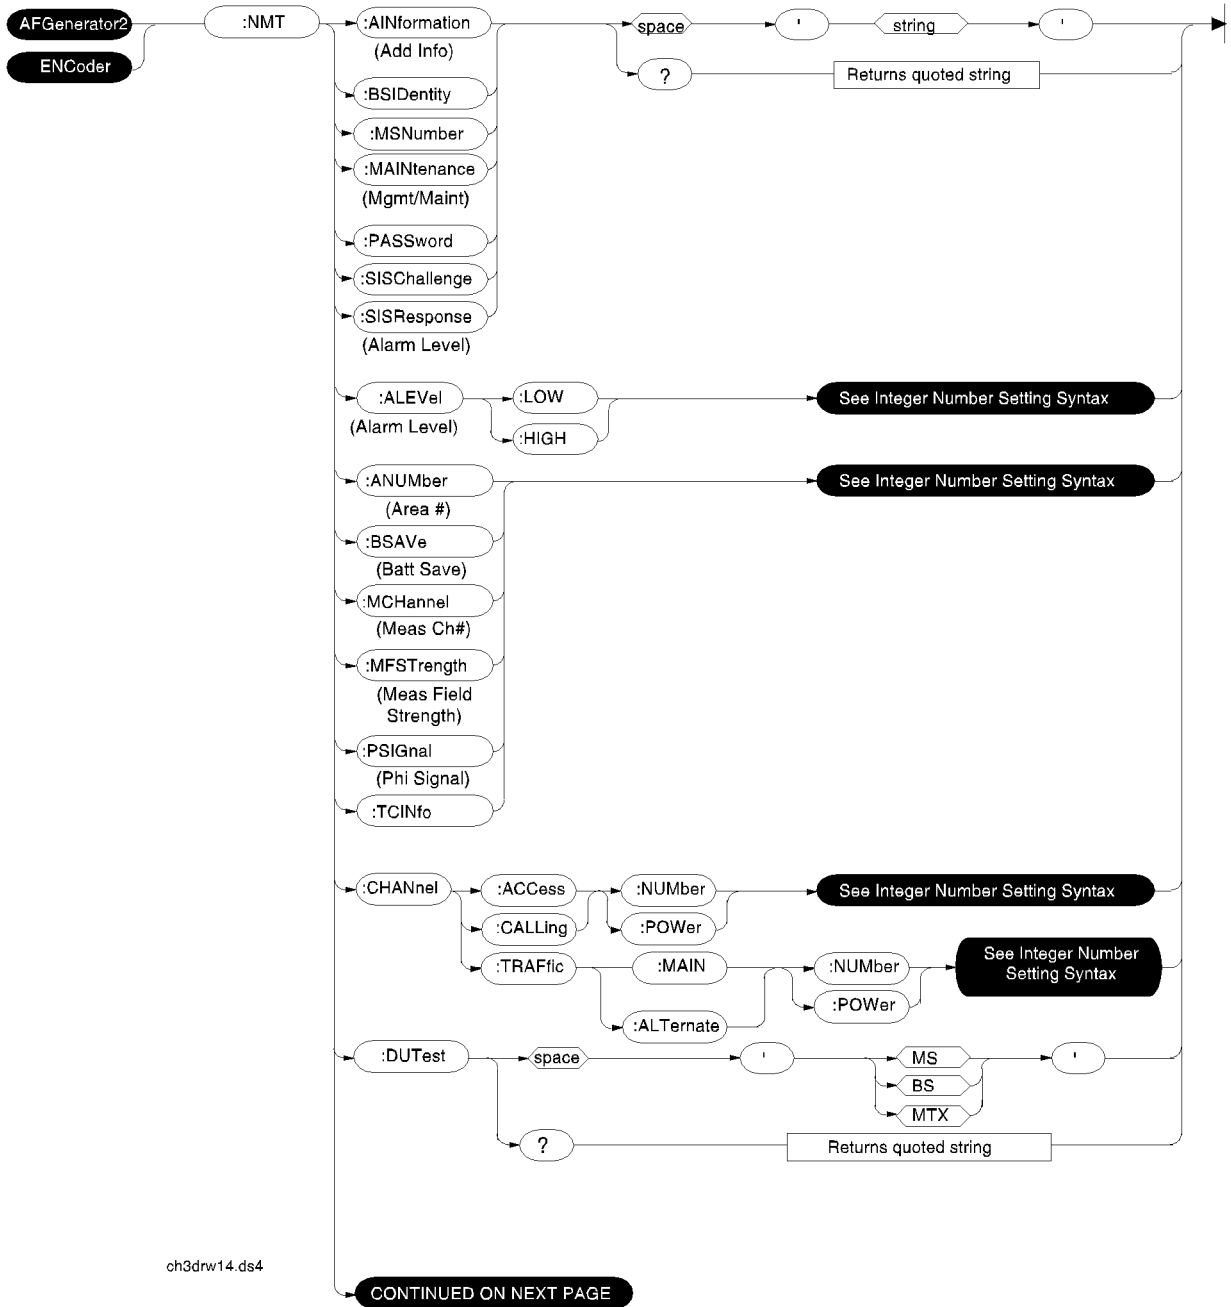 AFGenerator2 :NMT :AINformation space ' string '
(Add Info)
ENCoder ? Returns quoted string
:BSIDentity
:MSNumber
:MAINtenance
(Mgmt/Maint)
:PASSword
:SISChallenge
:SISResponse
(Alarm Level)
:ALEVel :LOW See Integer Number Setting Syntax
(Alarm Level)
:HIGH
:ANUMber See Integer Number Setting Syntax
(Area #)
:BSAVe
(Batt Save)
:MCHannel
(Meas Ch#)
:MFSTrength
(Meas Field
Strength)
:PSIGnal
(Phi Signal)
:TCINfo
:CHANnel :ACCess :NUMber See Integer Number Setting Syntax
:CALLing :POWer
:TRAFfic :MAIN :NUMber See Integer Number
Setting Syntax
:POWer
:ALTernate
:DUTest space ' MS '
BS
MTX
? Returns quoted string
ch3drw14.ds4
CONTINUED ON NEXT PAGE